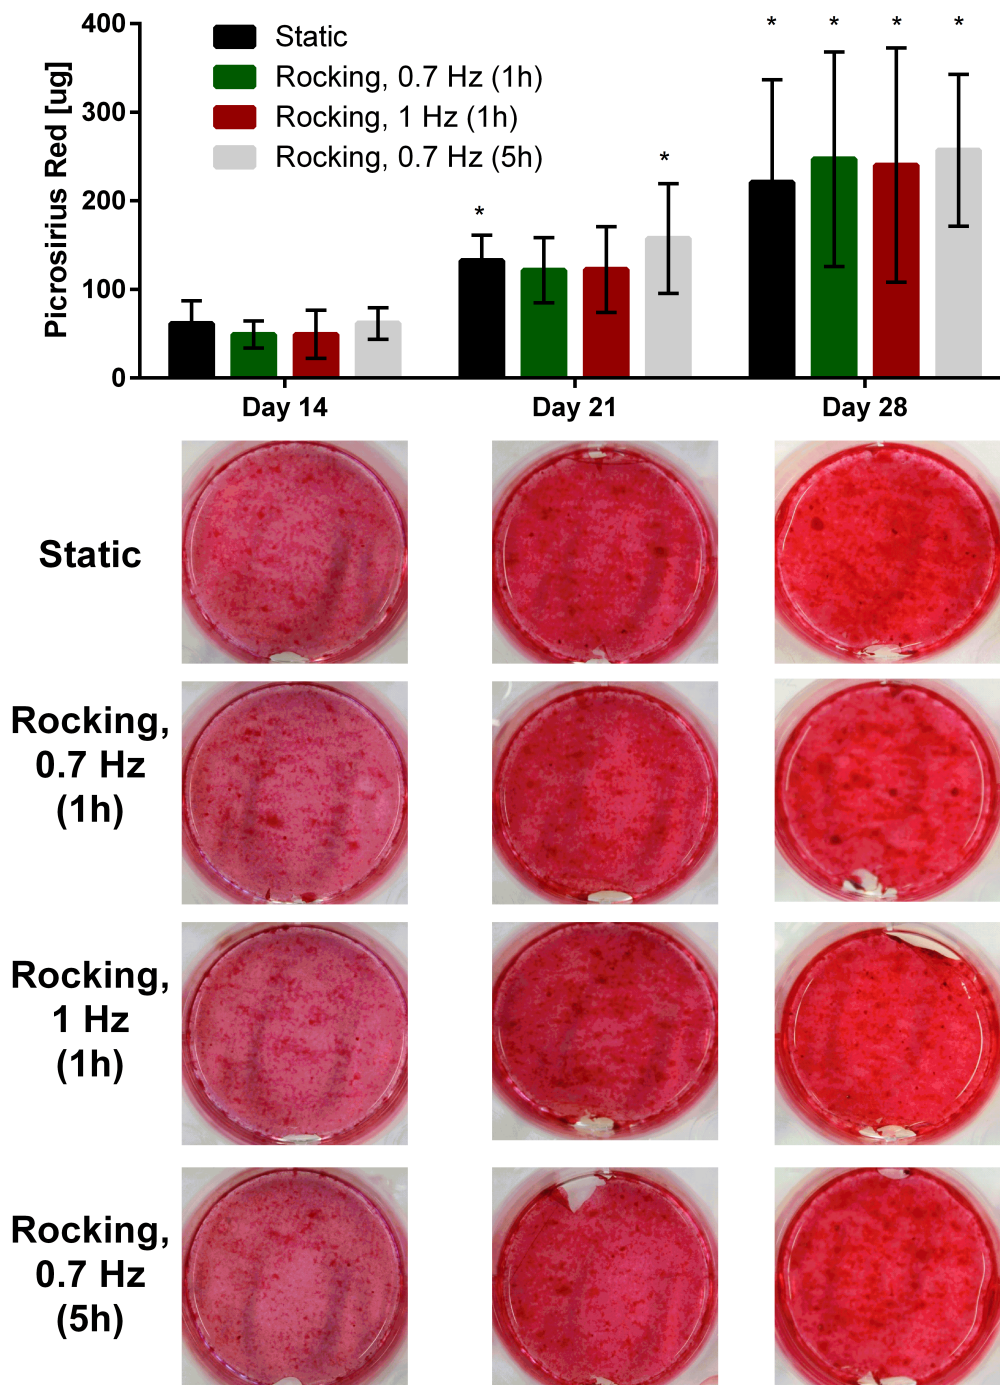 Picrosirius Red [ug]
400
300
200
100
0
Static
Rocking, 0.7 Hz (1h)
Rocking, 1 Hz (1h)
Rocking, 0.7 Hz (5h)
*
*
*
*
*
*
Day 14
Day 21
Day 28
Static
Rocking,
0.7 Hz
(1h)
Rocking,
1 Hz
(1h)
Rocking,
0.7 Hz
(5h)